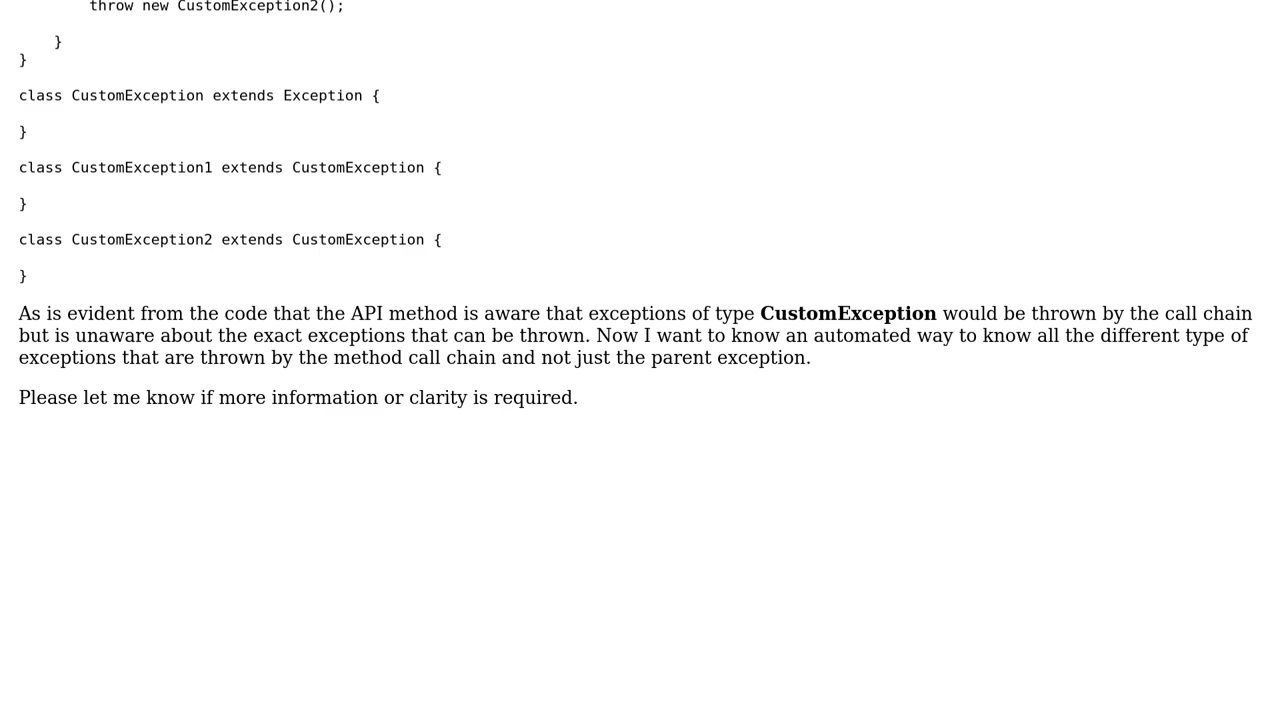 throw new CustomException2();
}
}
class CustomException extends Exception {
}
class CustomException1 extends CustomException {
}
class CustomException2 extends CustomException {
}
As is evident from the code that the API method is aware that exceptions of type CustomException would be thrown by the call chain
but is unaware about the exact exceptions that can be thrown. Now I want to know an automated way to know all the different type of
exceptions that are thrown by the method call chain and not just the parent exception.
Please let me know if more information or clarity is required.